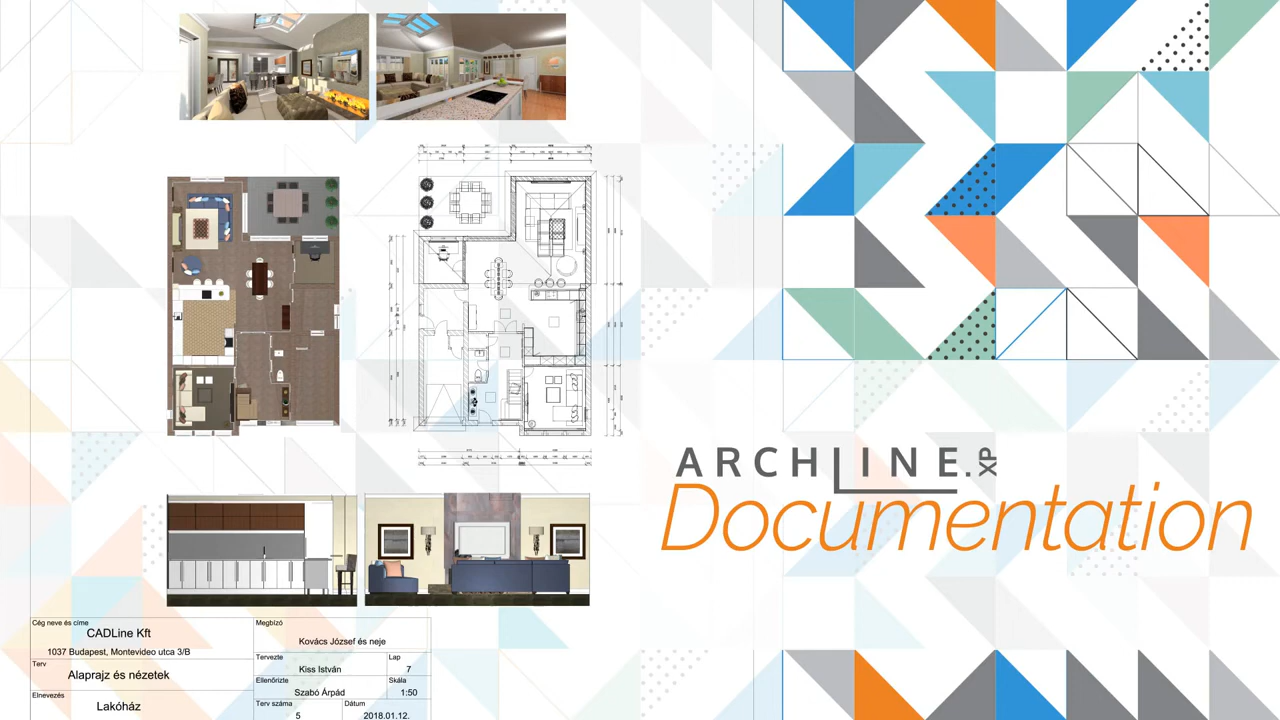 ARCHLINE.XP
Documentation
Cég neve és címe
CADLine Kft
1037 Budapest, Montevideo utca 3/B
Terv
Alaprajz és nézetek
Elnevezés
Lakóház
Megbízó
Kovács József és neje
Tervezte
Kiss István
Lap
7
Ellenőrizte
Szabó Árpád
Skála
1:50
Terv száma
5
Dátum
2018.01.12.